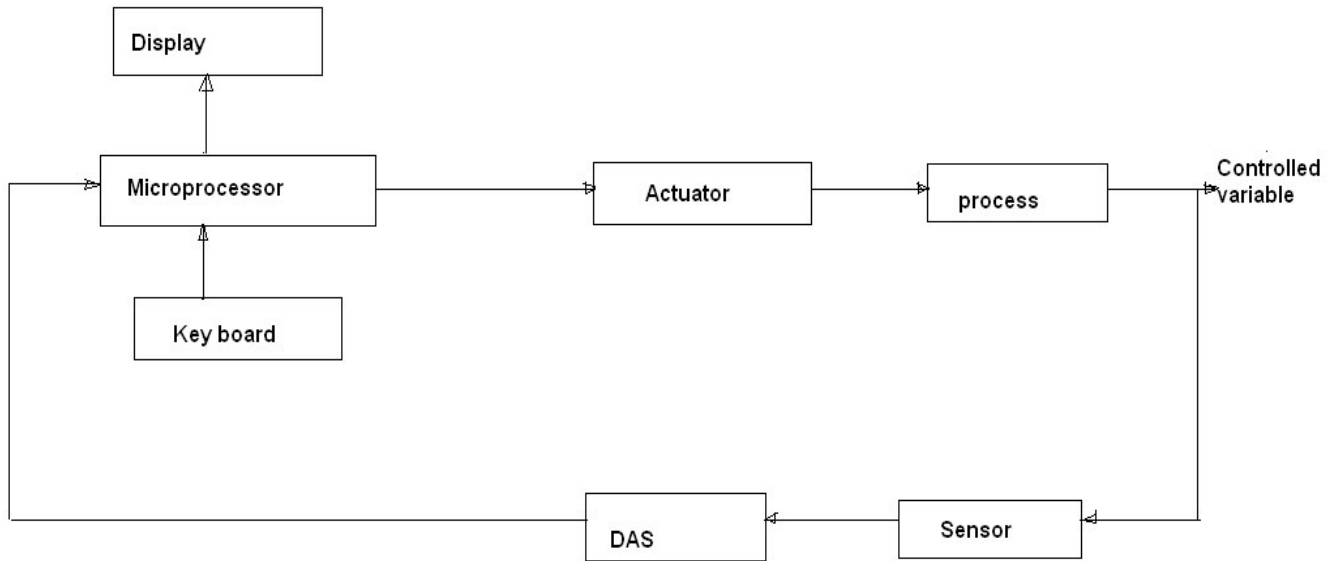 Display
Microprocessor
Actuator
process
Controlled
variable
Key board
DAS
Sensor